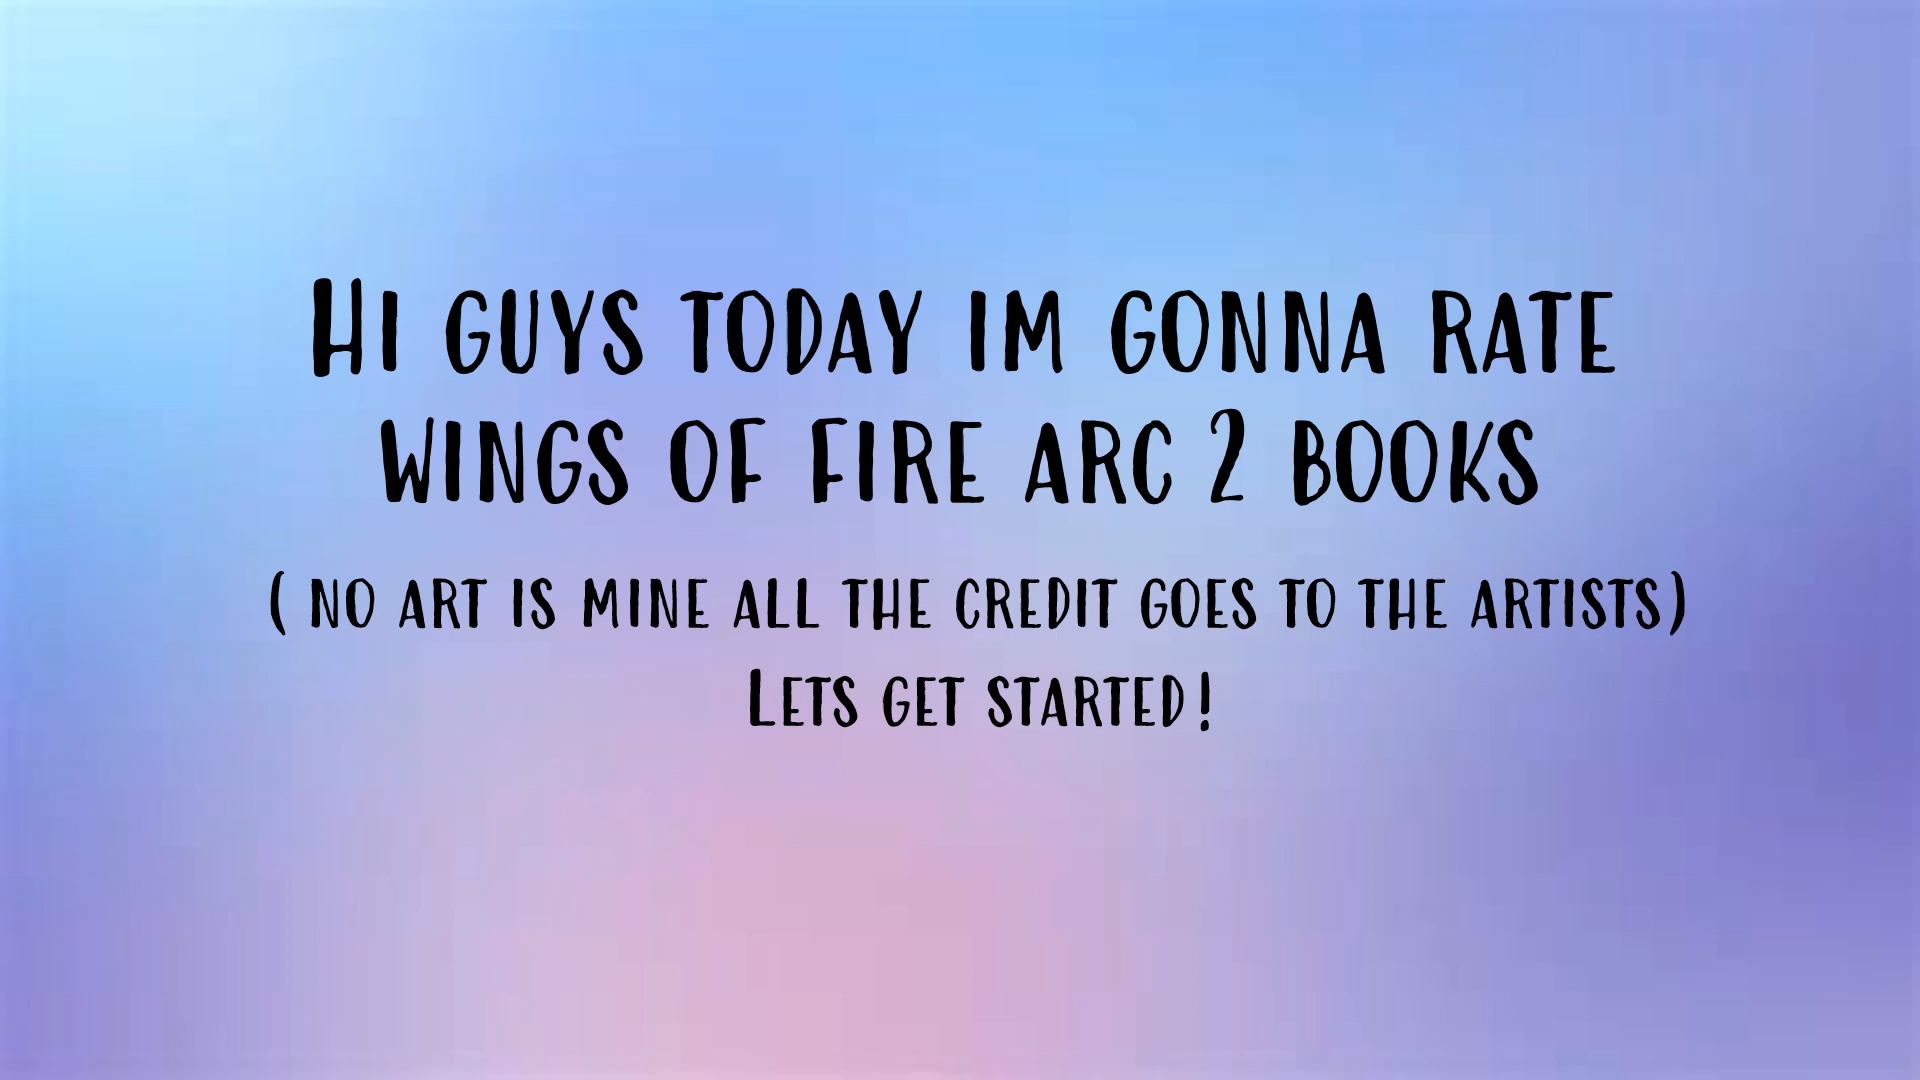 Hi guys today im gonna rate
wings of fire arc 2 books
( no art is mine all the credit goes to the artists)
Lets get started!